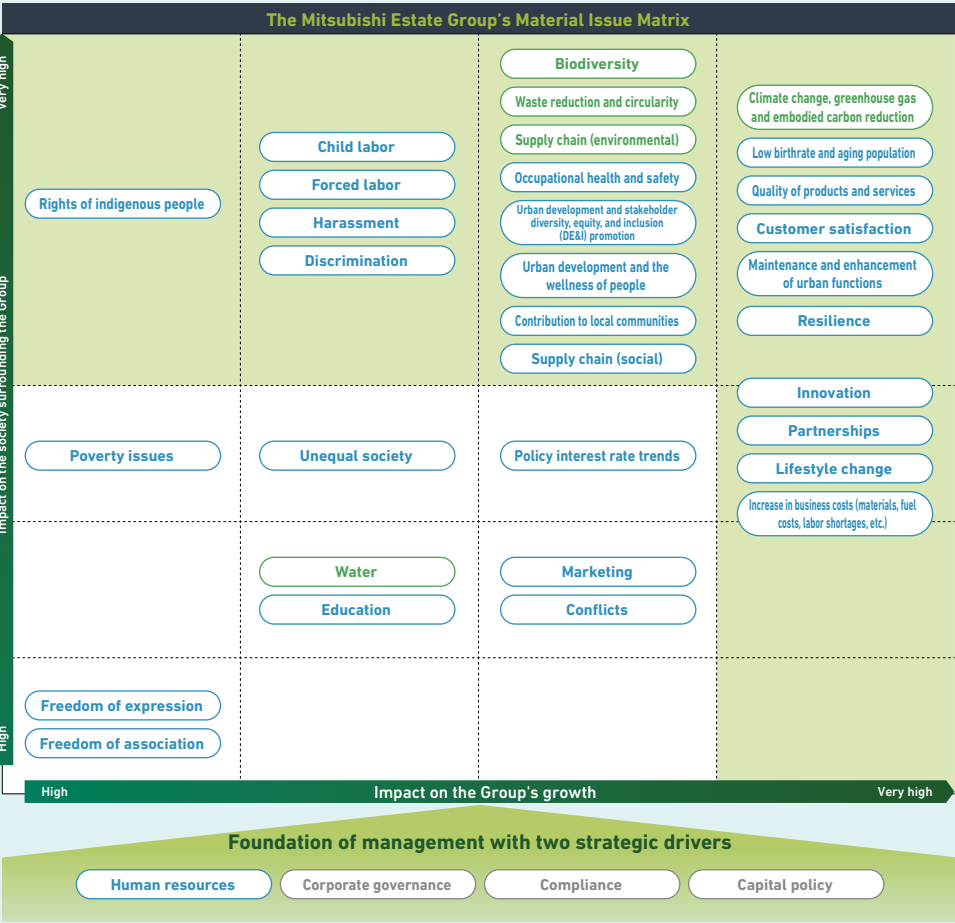 The Mitsubishi Estate Group's Material Issue Matrix
Very high
Impact on the society surrounding the Group
High
Rights of indigenous people
Child labor
Forced labor
Harassment
Discrimination
Biodiversity
Waste reduction and circularity
Supply chain (environmental)
Occupational health and safety
Urban development and stakeholder
diversity, equity, and inclusion
(DE&I) promotion
Urban development and the
wellness of people
Contribution to local communities
Supply chain (social)
Climate change, greenhouse gas
and embodied carbon reduction
Low birthrate and aging population
Quality of products and services
Customer satisfaction
Maintenance and enhancement
of urban functions
Resilience
Innovation
Partnerships
Lifestyle change
Increase in business costs (materials, fuel
costs, labor shortages, etc.)
Poverty issues
Unequal society
Policy interest rate trends
Water
Education
Marketing
Conflicts
Freedom of expression
Freedom of association
High
Impact on the Group's growth
Very high
Foundation of management with two strategic drivers
Human resources
Corporate governance
Compliance
Capital policy